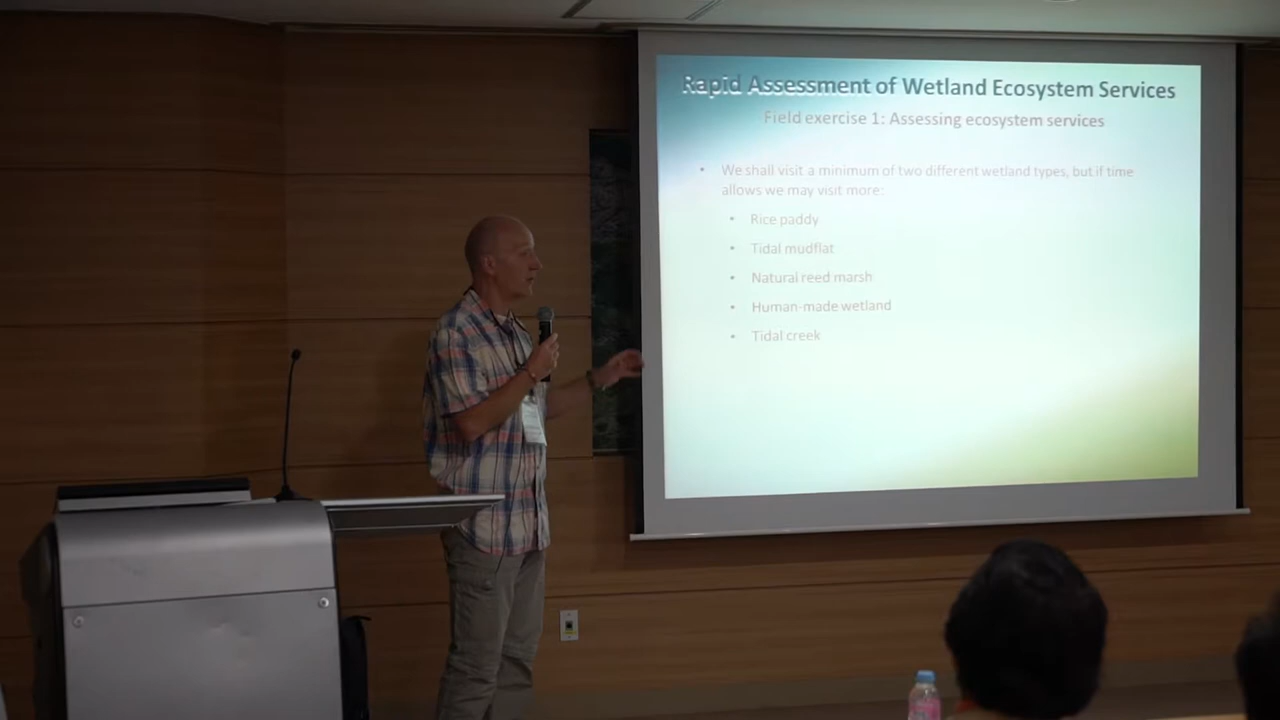 Rapid Assessment of Wetland Ecosystem Services
Field exercise 1: Assessing ecosystem services
• We shall visit a minimum of two different wetland types, but if time
allows we may visit more:
• Rice paddy
• Tidal mudflat
• Natural reed marsh
• Human-made wetland
• Tidal creek